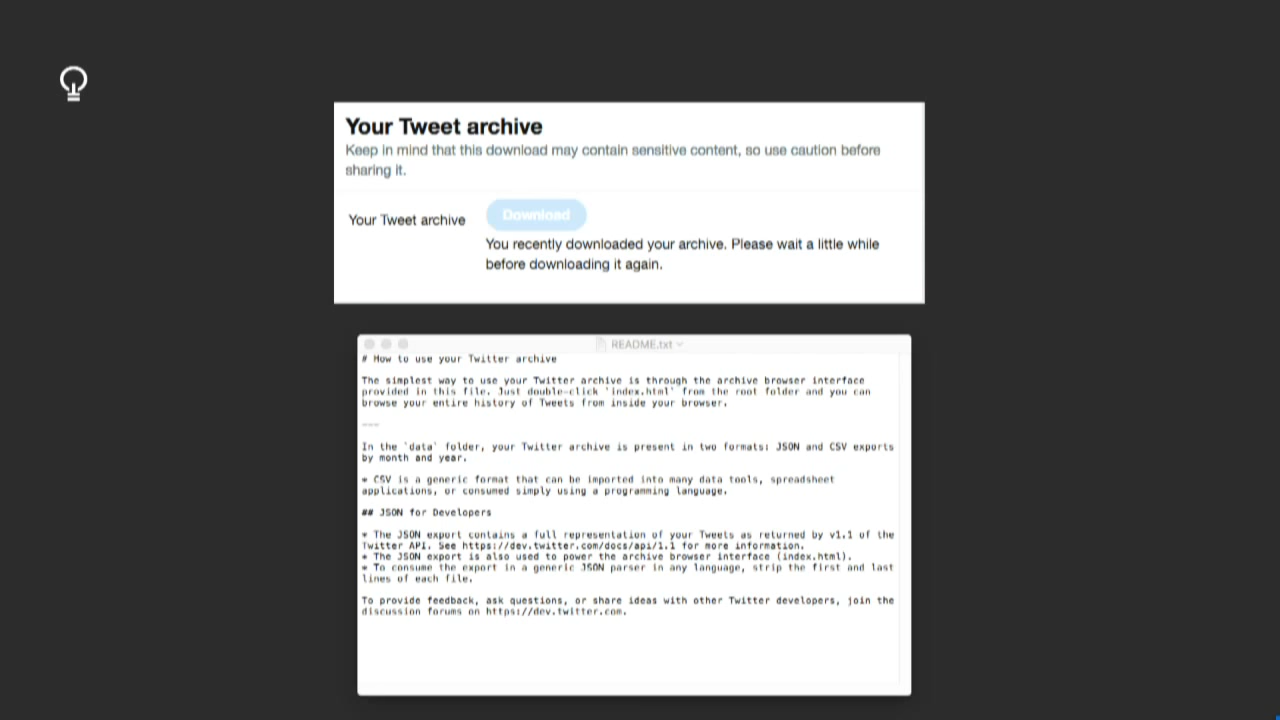 Your Tweet archive
Keep in mind that this download may contain sensitive content, so use caution before
sharing it.
Your Tweet archive
Download
You recently downloaded your archive. Please wait a little while
before downloading it again.
README.txt
# How to use your Twitter archive
The simplest way to use your Twitter archive is through the archive browser interface
provided in this file. Just double-click `index.html` from the root folder and you can
browse your entire history of Tweets from inside your browser.
---
In the `data` folder, your Twitter archive is present in two formats: JSON and CSV exports
by month and year.
* CSV is a generic format that can be imported into many data tools, spreadsheet
applications, or consumed simply using a programming language.
## JSON for Developers
* The JSON export contains a full representation of your Tweets as returned by v1.1 of the
Twitter API. See https://dev.twitter.com/docs/api/1.1 for more information.
* The JSON export is also used to power the archive browser interface (index.html).
* To consume the export in a generic JSON parser in any language, strip the first and last
lines of each file.
To provide feedback, ask questions, or share ideas with other Twitter developers, join the
discussion forums on https://dev.twitter.com.